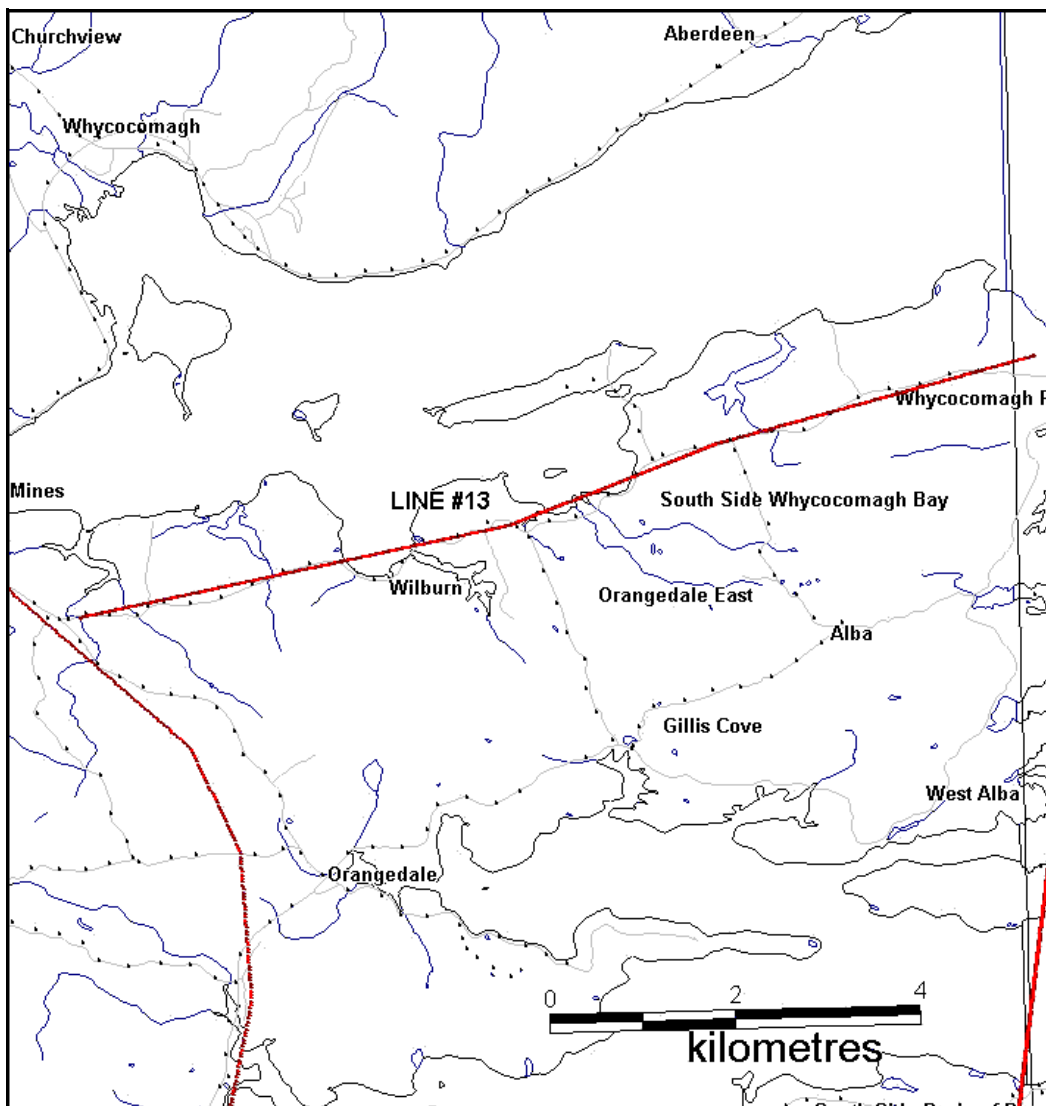 Churchview
Aberdeen
Whycocomagh
Whycocomagh
Mines
LINE #13
South Side Whycocomagh Bay
Wilburn
Orangedale East
Alba
Gillis Cove
West Alba
Orangedale
0 2 4
kilometres